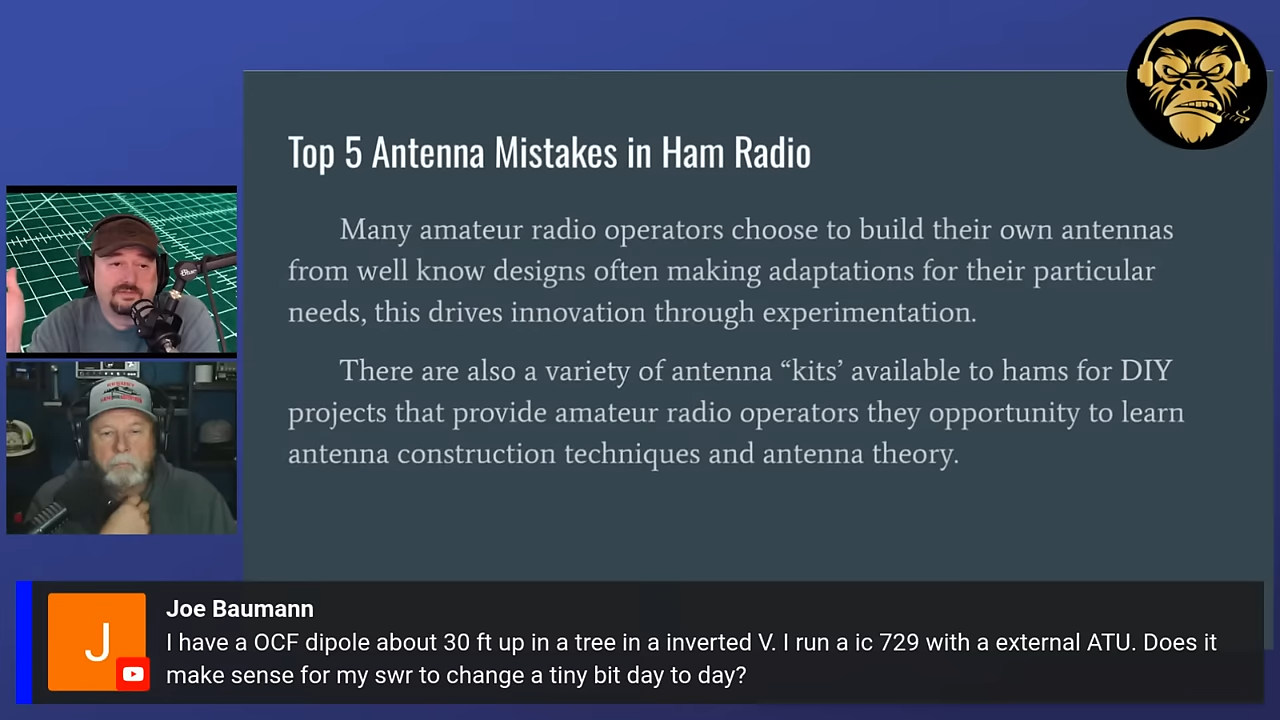 Top 5 Antenna Mistakes in Ham Radio
Many amateur radio operators choose to build their own antennas
from well know designs often making adaptations for their particular
needs, this drives innovation through experimentation.
There are also a variety of antenna “kits’ available to hams for DIY
projects that provide amateur radio operators they opportunity to learn
antenna construction techniques and antenna theory.
J
Joe Baumann
I have a OCF dipole about 30 ft up in a tree in a inverted V. I run a ic 729 with a external ATU. Does it
make sense for my swr to change a tiny bit day to day?